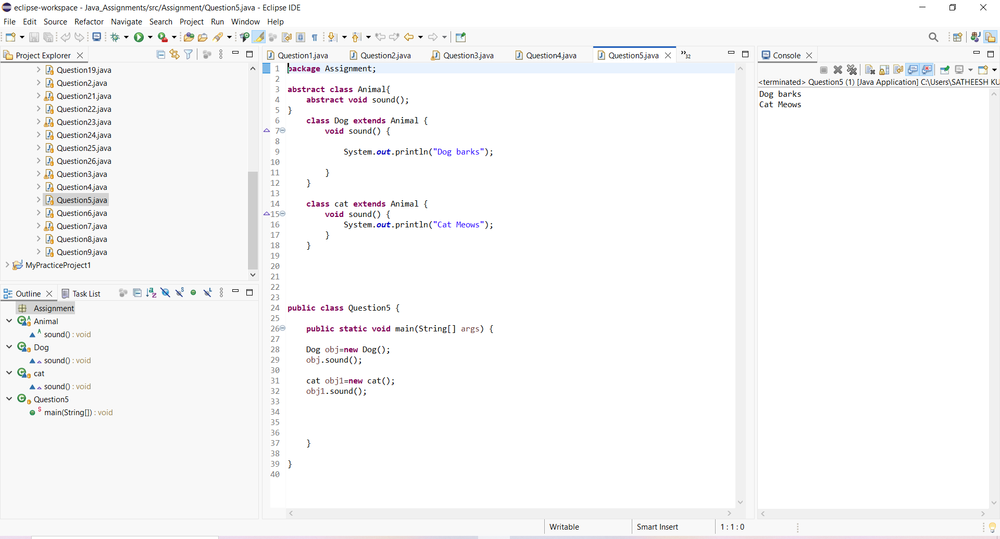 eclipse-workspace - Java_Assignments/src/Assignment/Question5.java - Eclipse IDE
File Edit Source Refactor Navigate Search Project Run Window Help
Project Explorer
Question19.java
Question2.java
Question21.java
Question22.java
Question23.java
Question24.java
Question25.java
Question26.java
Question3.java
Question4.java
Question5.java
Question6.java
Question7.java
Question8.java
Question9.java
MyPracticeProject1
Outline Task List
Assignment
Animal
sound() : void
Dog
sound() : void
cat
sound() : void
Question5
main(String[]) : void
Question1.java Question2.java Question3.java Question4.java Question5.java »32
1 package Assignment;
2
3 abstract class Animal{
4     abstract void sound();
5 }
6     class Dog extends Animal {
7         void sound() {
8
9             System.out.println("Dog barks");
10
11         }
12     }
13
14     class cat extends Animal {
15         void sound() {
16             System.out.println("Cat Meows");
17         }
18     }
19
20
21
22
23
24 public class Question5 {
25
26     public static void main(String[] args) {
27
28     Dog obj=new Dog();
29     obj.sound();
30
31     cat obj1=new cat();
32     obj1.sound();
33
34
35
36
37     }
38
39 }
40
Console
<terminated> Question5 (1) [Java Application] C:\Users\SATHEESH KU
Dog barks
Cat Meows
Writable Smart Insert 1 : 1 : 0